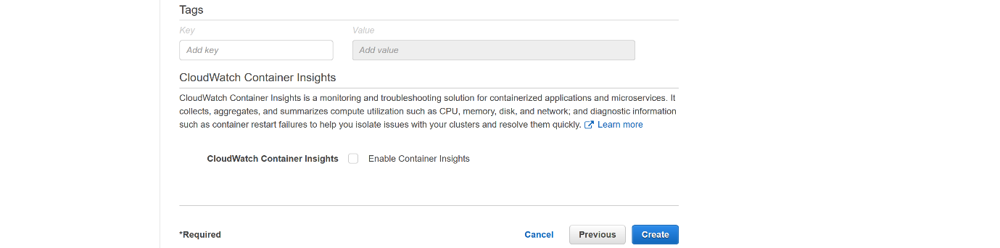 Tags
Key Value
Add key Add value
CloudWatch Container Insights
CloudWatch Container Insights is a monitoring and troubleshooting solution for containerized applications and microservices. It
collects, aggregates, and summarizes compute utilization such as CPU, memory, disk, and network; and diagnostic information
such as container restart failures to help you isolate issues with your clusters and resolve them quickly. Learn more
CloudWatch Container Insights Enable Container Insights
*Required Cancel Previous Create